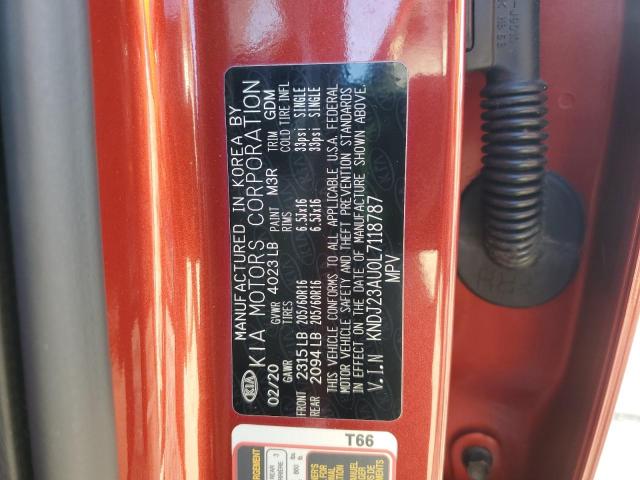 MANUFACTURED IN KOREA BY
KIA MOTORS CORPORATION
KIA
02/20 GVWR 4023 LB PAINT M3R TRIM GDM
GAWR TIRES RIMS COLD TIRE INFL
FRONT 2315 LB 205/60R16 6.5Jx16 33psi SINGLE
REAR 2094 LB 205/60R16 6.5Jx16 33psi SINGLE
THIS VEHICLE CONFORMS TO ALL APPLICABLE U.S.A. FEDERAL
MOTOR VEHICLE SAFETY AND THEFT PREVENTION STANDARDS
IN EFFECT ON THE DATE OF MANUFACTURE SHOWN ABOVE.
V.I.N KNDJ23AU0L7118787
MPV
T66